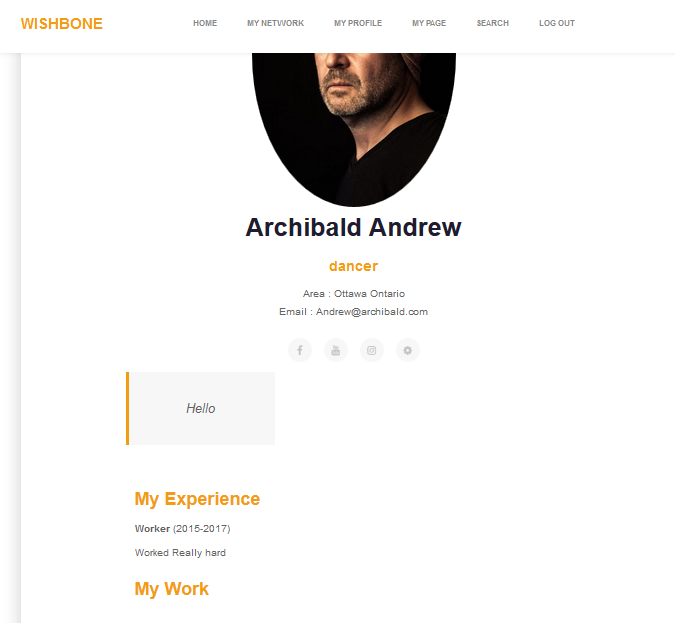 WISHBONE
HOME MY NETWORK MY PROFILE MY PAGE SEARCH LOG OUT
Archibald Andrew
dancer
Area : Ottawa Ontario
Email : Andrew@archibald.com
Hello
My Experience
Worker (2015-2017)
Worked Really hard
My Work